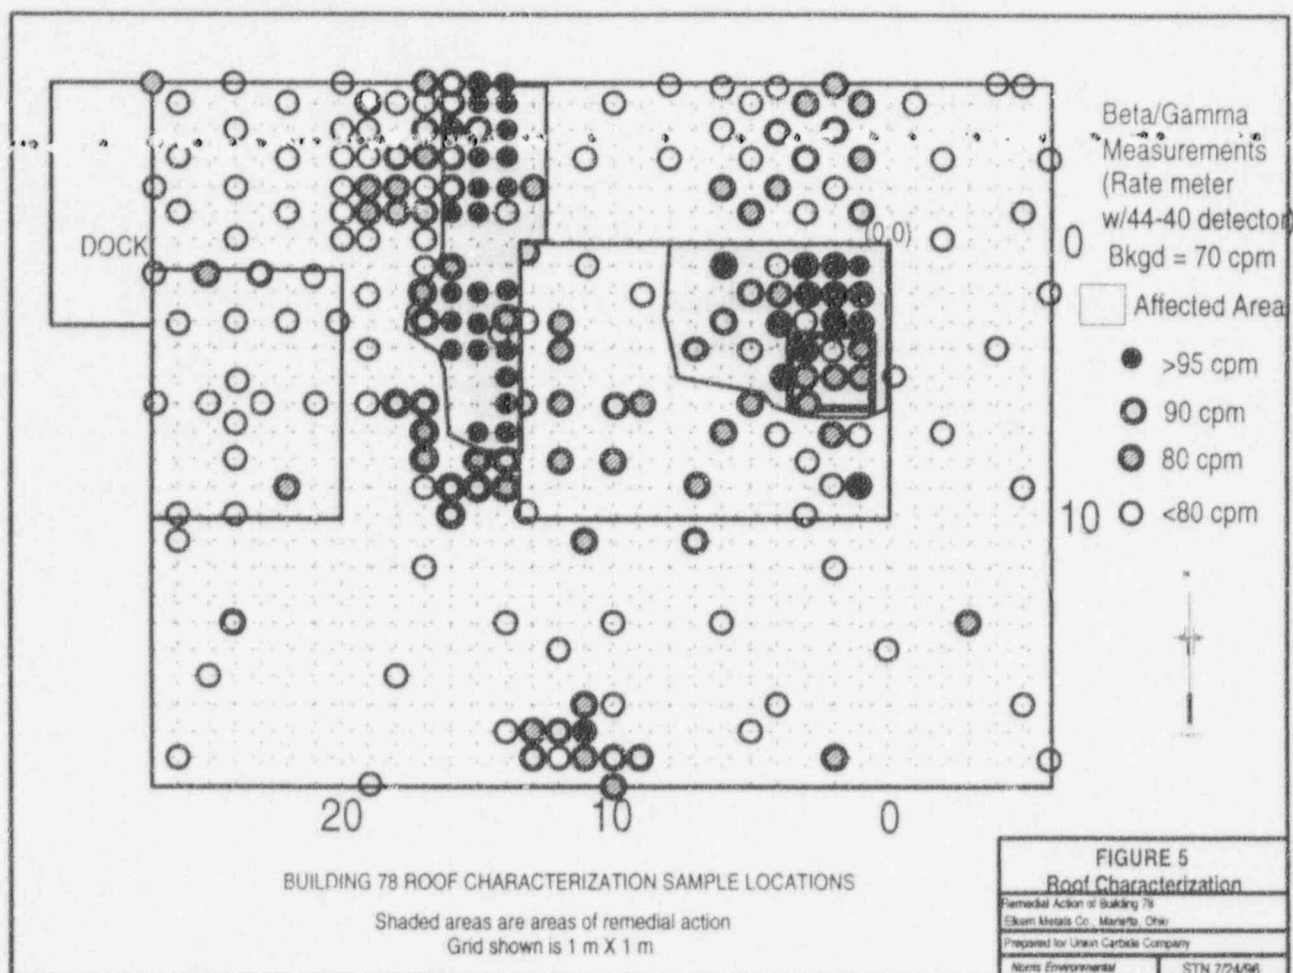 Beta/Gamma
Measurements
(Rate meter
w/44-40 detector)
Bkgd = 70 cpm
Affected Area
>95 cpm
90 cpm
80 cpm
<80 cpm
DOCK
(0,0)
0
10
20
10
0
BUILDING 78 ROOF CHARACTERIZATION SAMPLE LOCATIONS
Shaded areas are areas of remedial action
Grid shown is 1 m X 1 m
FIGURE 5
Roof Characterization
Remedial Action of Building 78
Elkem Metals Co., Marietta, Ohio
Prepared for Union Carbide Company
Norris Environmental
STN 7/24/96